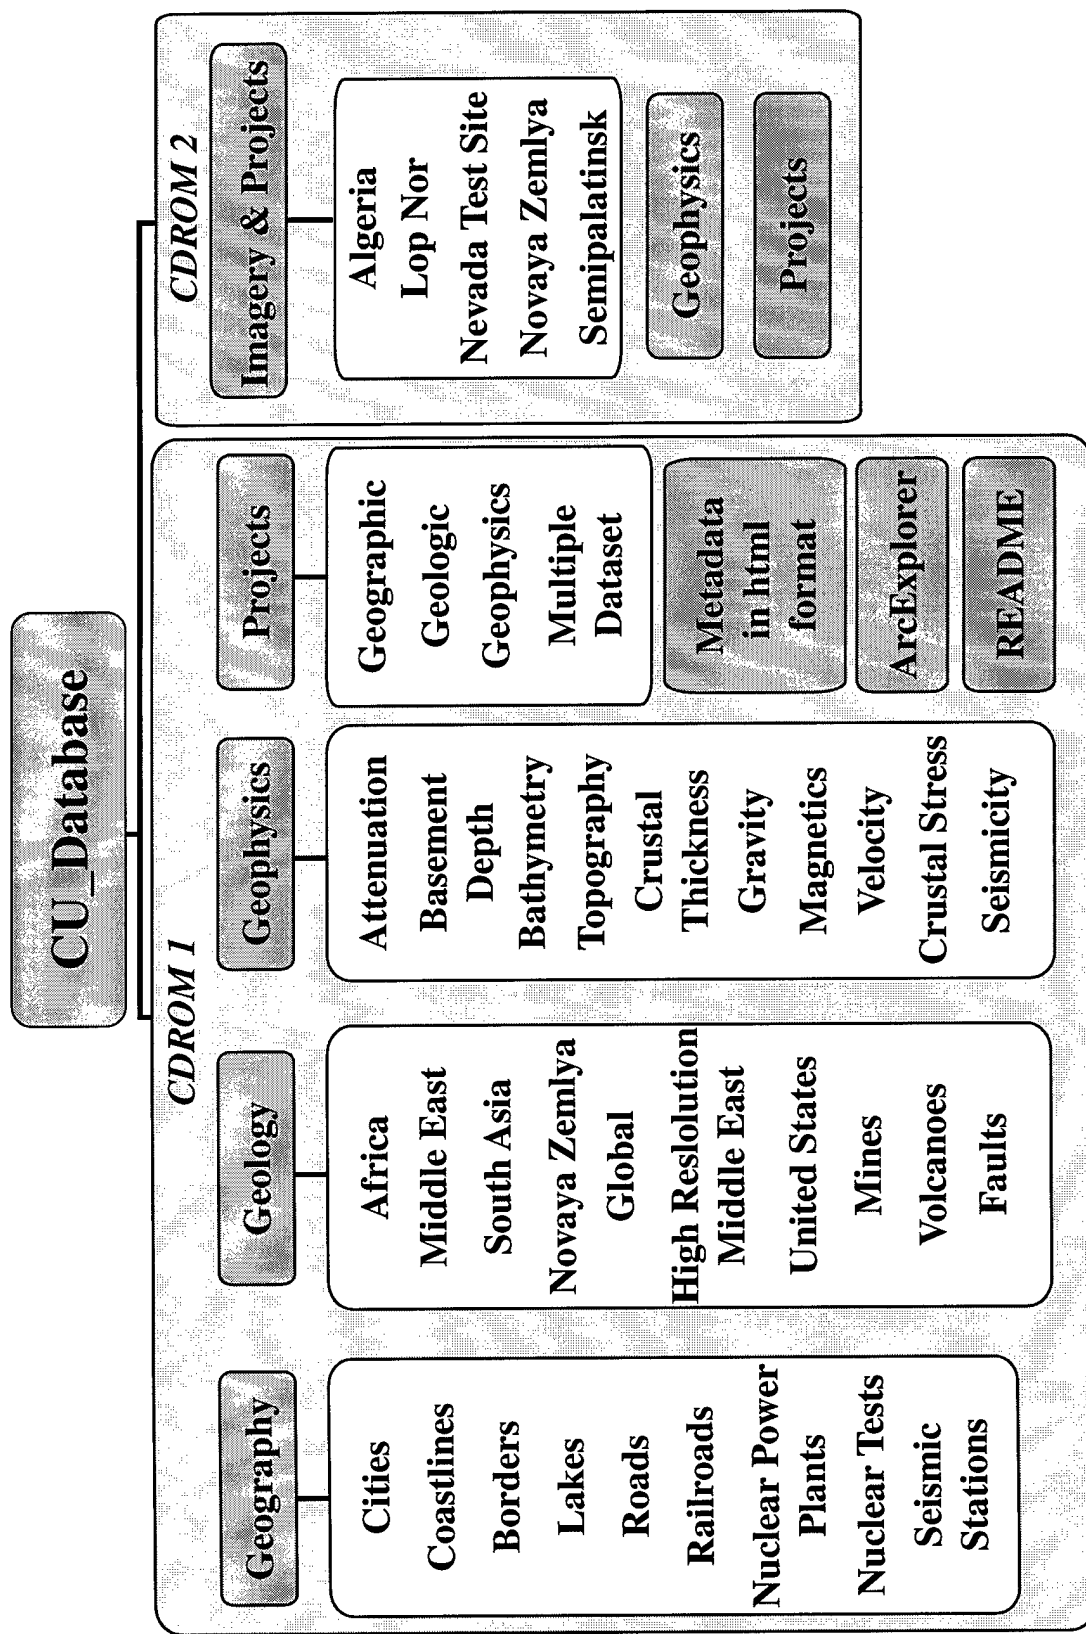 CU_Database
CDROM 1
Geography
Cities
Coastlines
Borders
Lakes
Roads
Railroads
Nuclear Power
Plants
Nuclear Tests
Seismic
Stations
Geology
Africa
Middle East
South Asia
Novaya Zemlya
Global
High Reslolution
Middle East
United States
Mines
Volcanoes
Faults
Geophysics
Attenuation
Basement
Depth
Bathymetry
Topography
Crustal
Thickness
Gravity
Magnetics
Velocity
Crustal Stress
Seismicity
Projects
Geographic
Geologic
Geophysics
Multiple
Dataset
Metadata
in html
format
ArcExplorer
README
CDROM 2
Imagery & Projects
Algeria
Lop Nor
Nevada Test Site
Novaya Zemlya
Semipalatinsk
Geophysics
Projects